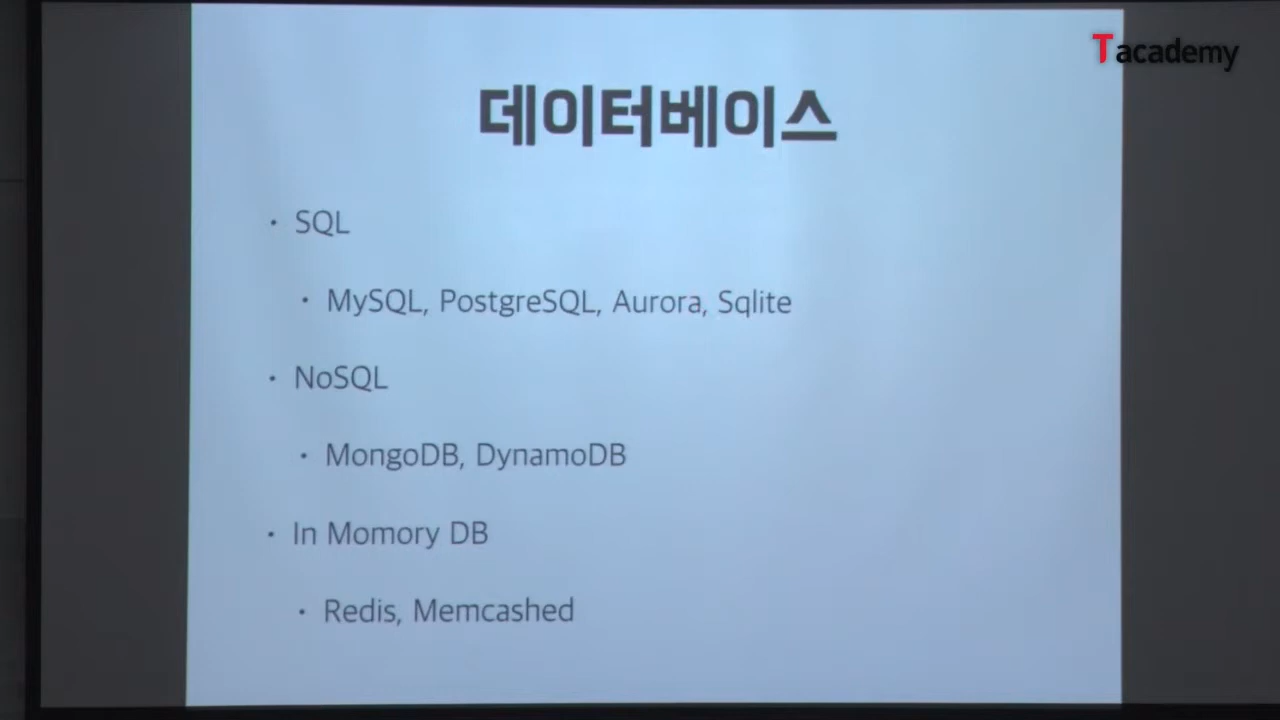 Tacademy
데이터베이스
• SQL
• MySQL, PostgreSQL, Aurora, Sqlite
• NoSQL
• MongoDB, DynamoDB
• In Momory DB
• Redis, Memcashed